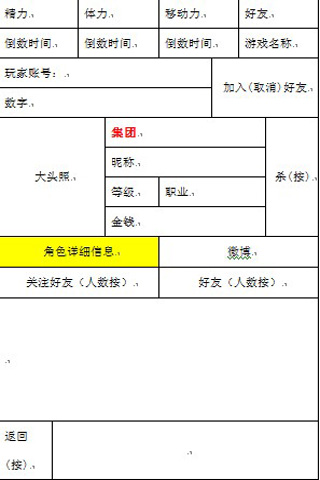 精力 体力 移动力 好友
倒数时间 倒数时间 倒数时间 游戏名称
玩家账号：
数字
加入(取消)好友
大头照
集团
昵称
等级 职业
金钱
杀(按)
角色详细信息 微博
关注好友（人数按） 好友（人数按）
返回
(按)